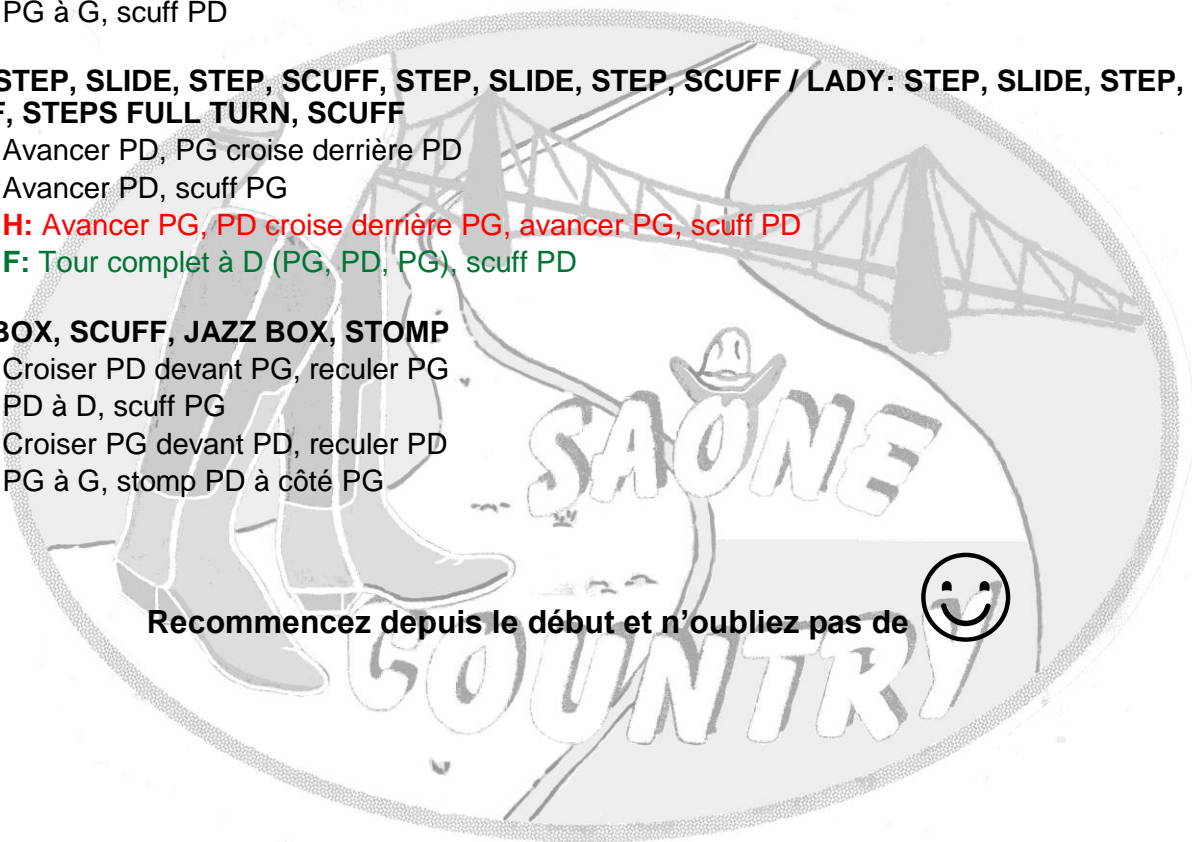 PG à G, scuff PD
STEP, SLIDE, STEP, SCUFF, STEP, SLIDE, STEP, SCUFF / LADY: STEP, SLIDE, STEP,
F, STEPS FULL TURN, SCUFF
Avancer PD, PG croise derrière PD
Avancer PD, scuff PG
H: Avancer PG, PD croise derrière PG, avancer PG, scuff PD
F: Tour complet à D (PG, PD, PG), scuff PD
BOX, SCUFF, JAZZ BOX, STOMP
Croiser PD devant PG, reculer PG
PD à D, scuff PG
Croiser PG devant PD, reculer PD
PG à G, stomp PD à côté PG
SAONE
Recommencez depuis le début et n’oubliez pas de
COUNTRY